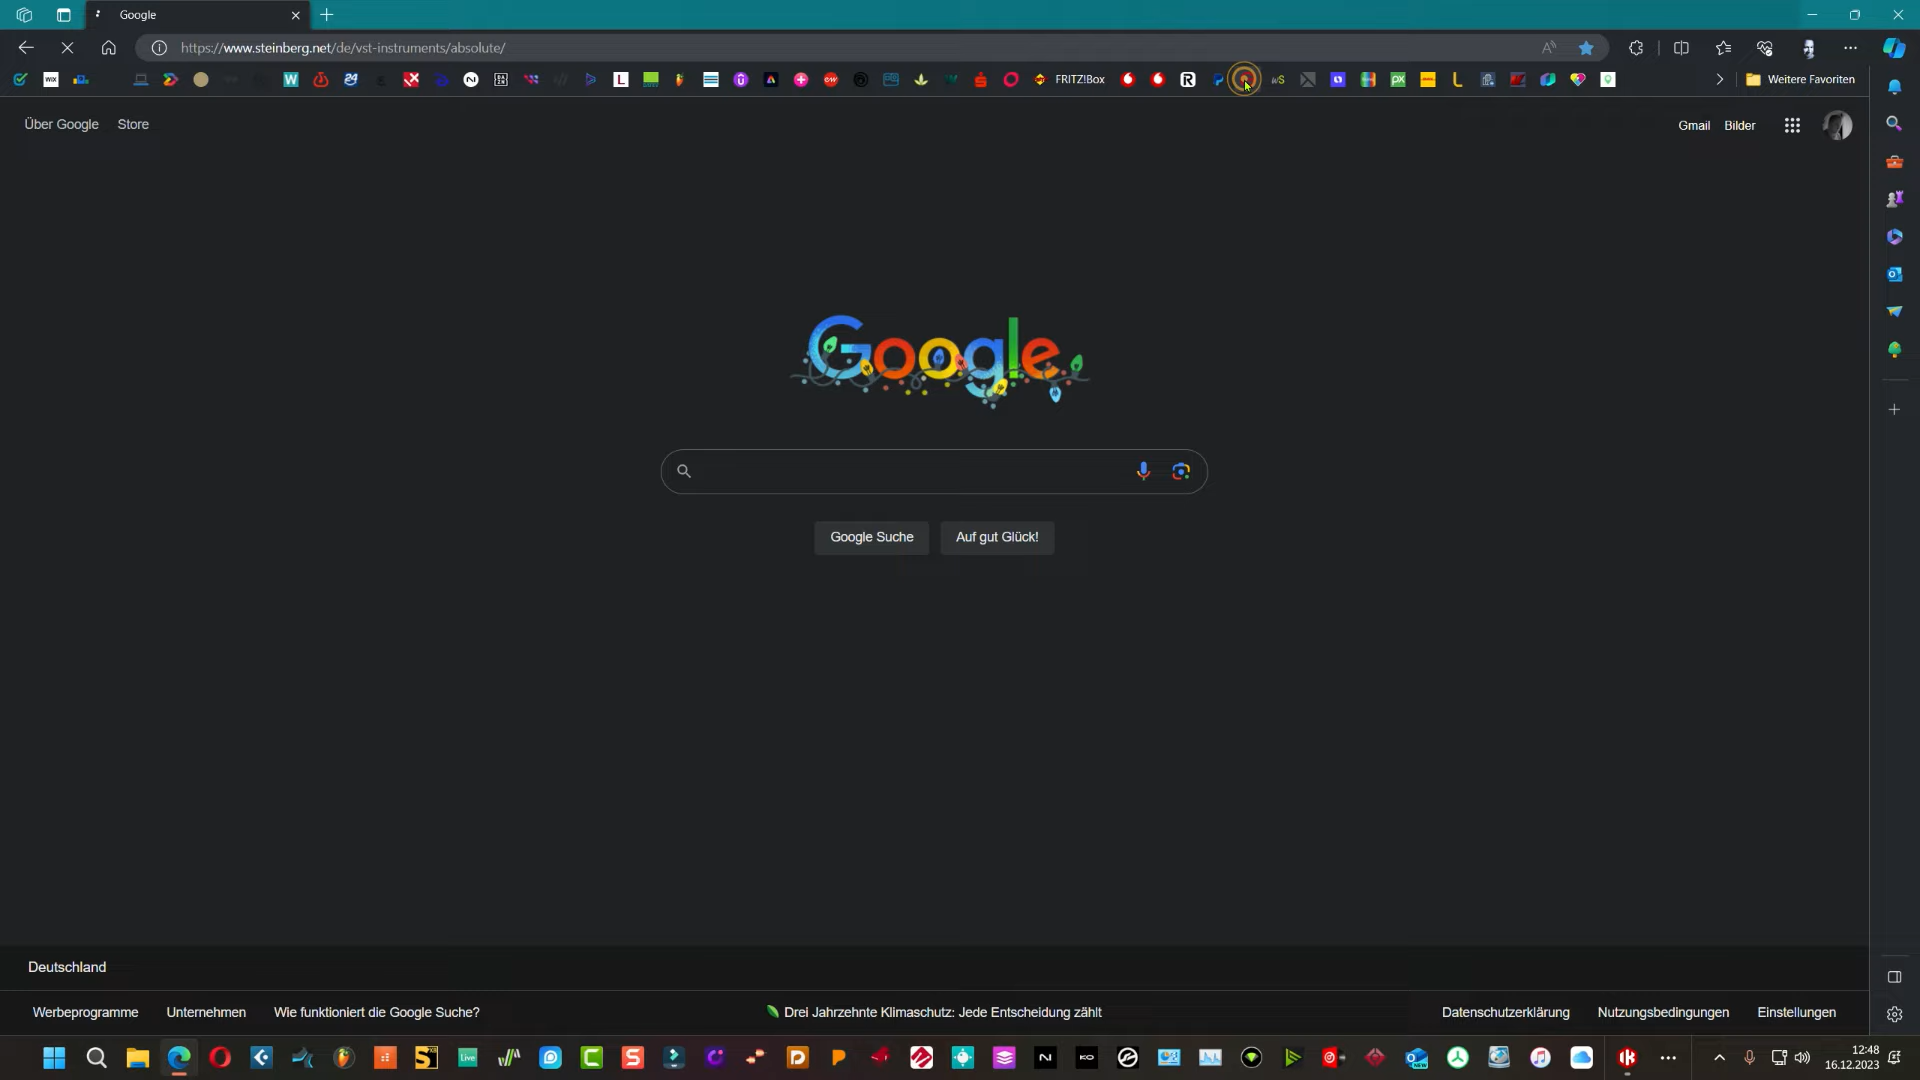 Google
https://www.steinberg.net/de/vst-instruments/absolute/
FRITZ!Box
Weitere Favoriten
Über Google
Store
Gmail
Bilder
Google
Google Suche
Auf gut Glück!
Deutschland
Werbeprogramme
Unternehmen
Wie funktioniert die Google Suche?
Drei Jahrzehnte Klimaschutz: Jede Entscheidung zählt
Datenschutzerklärung
Nutzungsbedingungen
Einstellungen
12:48
16.12.2023